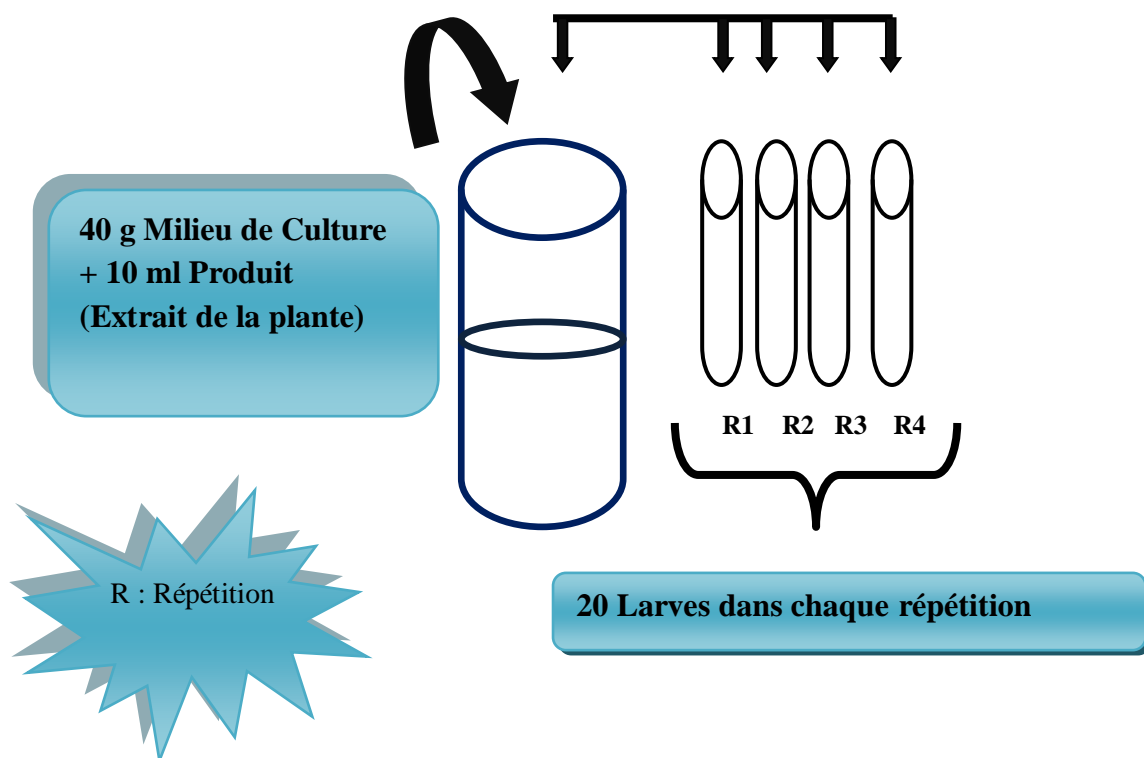 40 g Milieu de Culture
+ 10 ml Produit
(Extrait de la plante)
R1 R2 R3 R4
R : Répétition
20 Larves dans chaque répétition